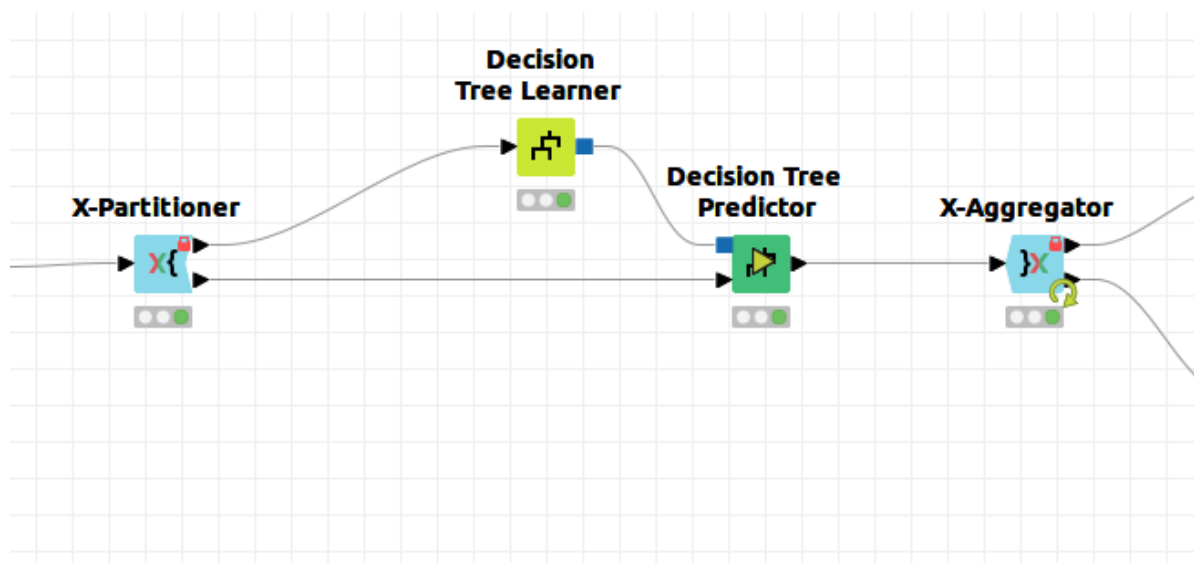 Decision
Tree Learner
Decision Tree
Predictor
X-Partitioner
X-Aggregator
X{
}X